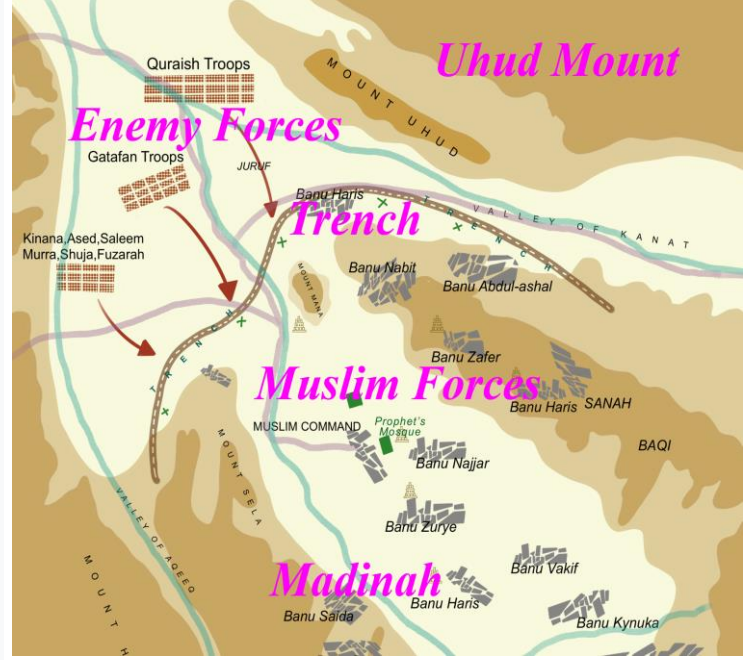 Uhud Mount
Quraish Troops
MOUNT UHUD
Enemy Forces
Gatafan Troops
JURUF
Banu Haris
TRENCH
VALLEY OF KANAT
Trench
Kinana,Ased,Saleem
Murra,Shuja,Fuzarah
Banu Nabit
Banu Abdul-ashal
MOUNT MANA
TRENCH
Banu Zafer
Muslim Forces
Banu Haris
SANAH
MUSLIM COMMAND
Prophet's
Mosque
BAQI
Banu Najjar
MOUNT SELA
VALLEY OF AQEEQ
Banu Zurye
Madinah
Banu Vakif
Banu Haris
Banu Saida
Banu Kynuka
MOUNT H